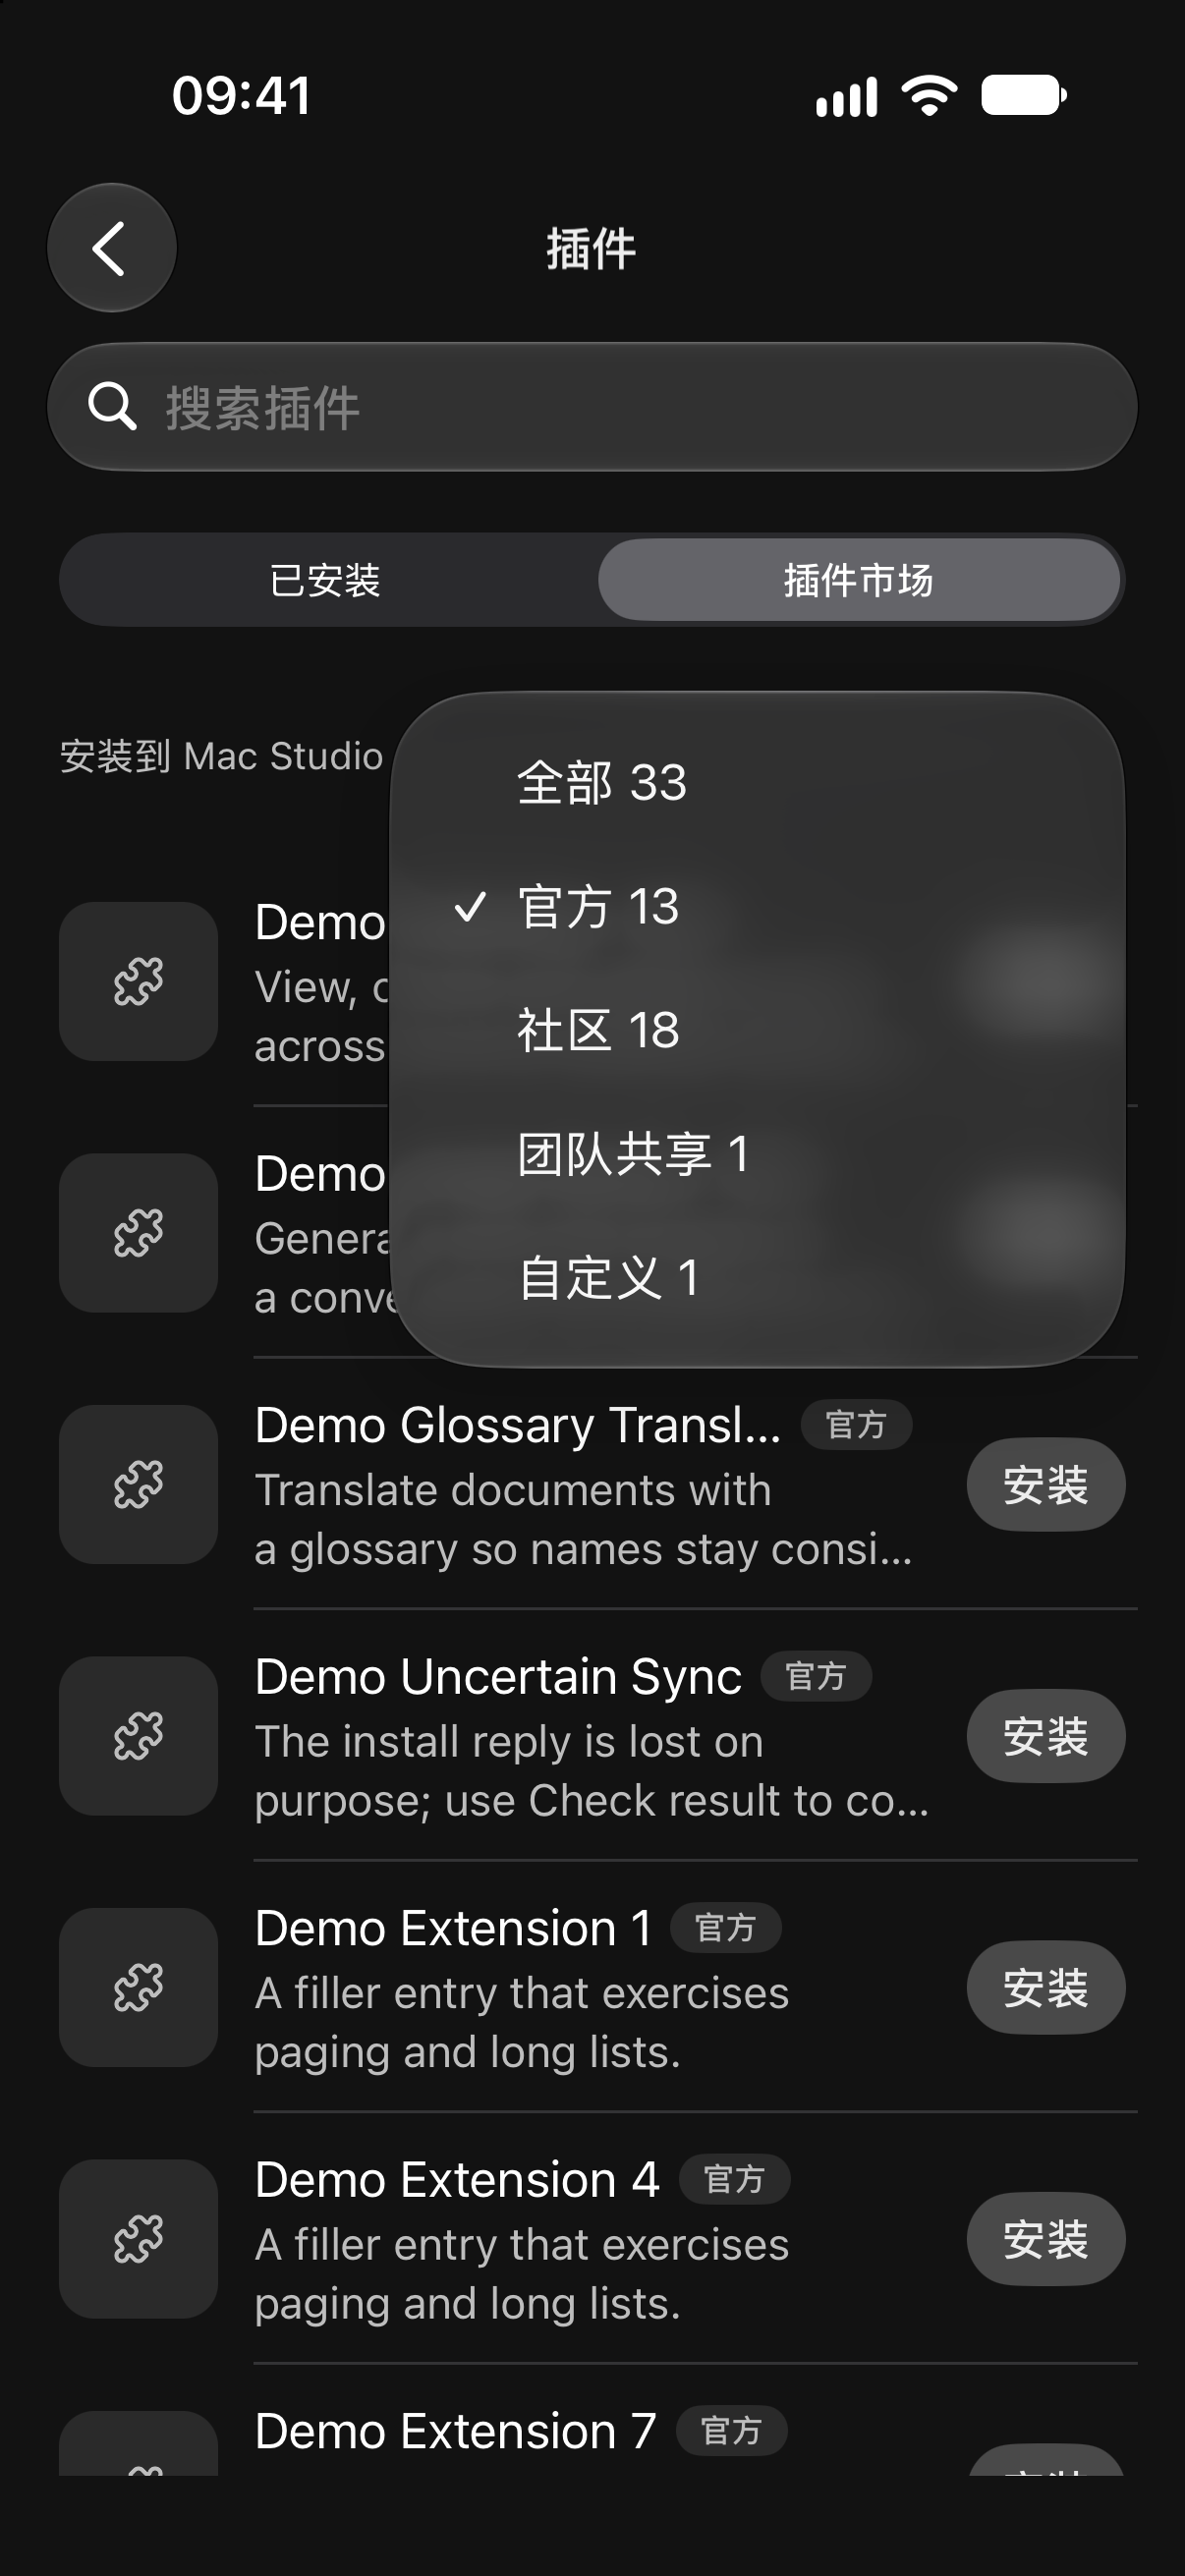 09:41
插件
搜索插件
已安装
插件市场
安装到 Mac Studio
全部 33
官方 13
社区 18
团队共享 1
自定义 1
Demo
View,
across
Demo
a
Demo Glossary Transl... 官方
Translate documents with
a glossary so names stay consi...
安装
Demo Uncertain Sync 官方
The install reply is lost on
purpose; use Check result to co...
安装
Demo Extension 1 官方
A filler entry that exercises
paging and long lists.
安装
Demo Extension 4 官方
A filler entry that exercises
paging and long lists.
安装
Demo Extension 7 官方